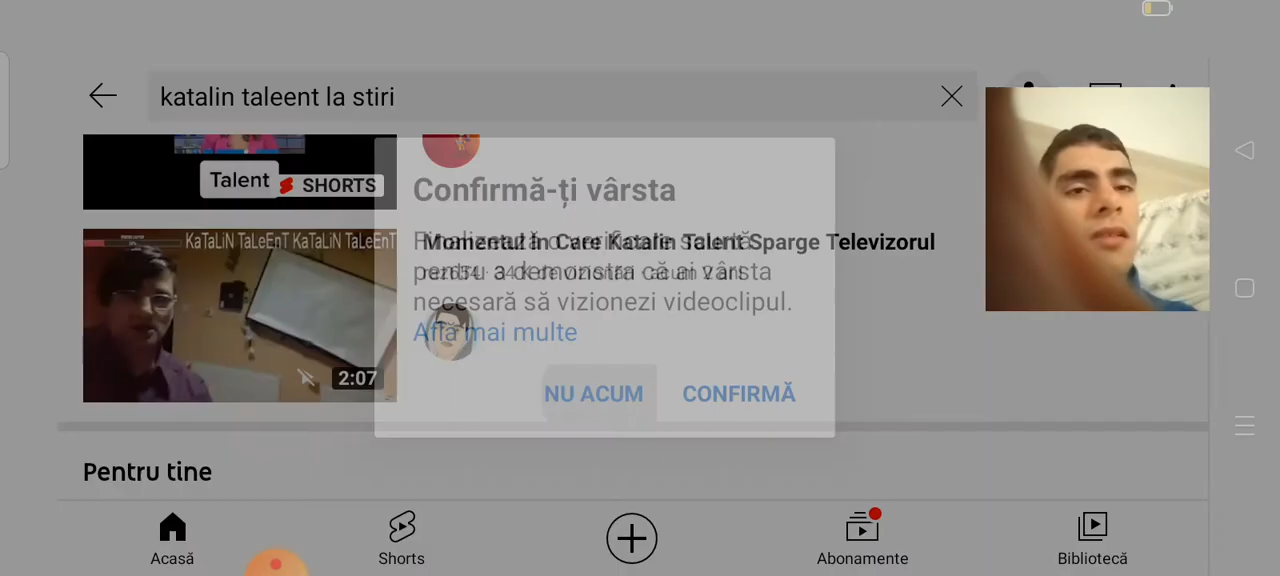 katalin taleent la stiri
Talent
SHORTS
Confirmă-ți vârsta
KaTaLiN TaLeEnT KaTaLiN TaLeEnT
Momentul In Care Katalin Talent Sparge Televizorul
pentru a demonstra că ai vârsta
necesară să vizionezi videoclipul.
Află mai multe
2:07
NU ACUM
CONFIRMĂ
Pentru tine
Acasă
Shorts
Abonamente
Bibliotecă